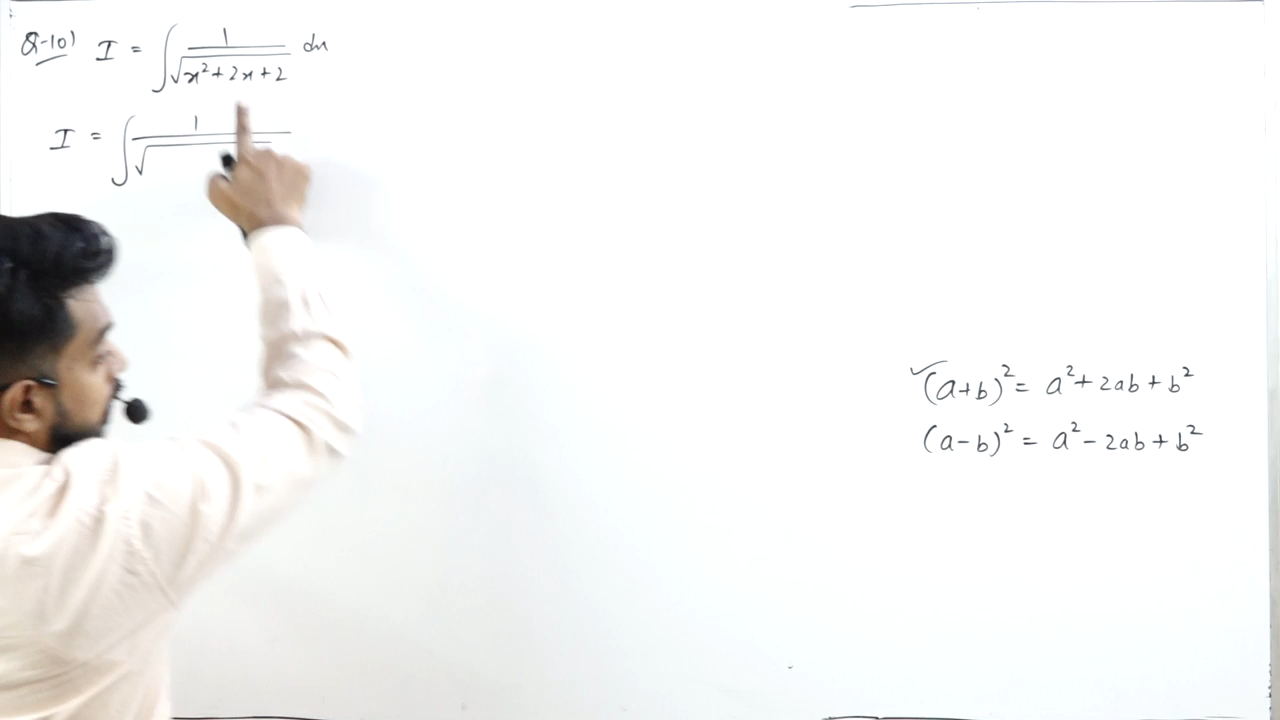 Q-10) I = ∫ 1/√(x² + 2x + 2) dx
I = ∫ 1/√
✓(a+b)² = a² + 2ab + b²
(a-b)² = a² - 2ab + b²